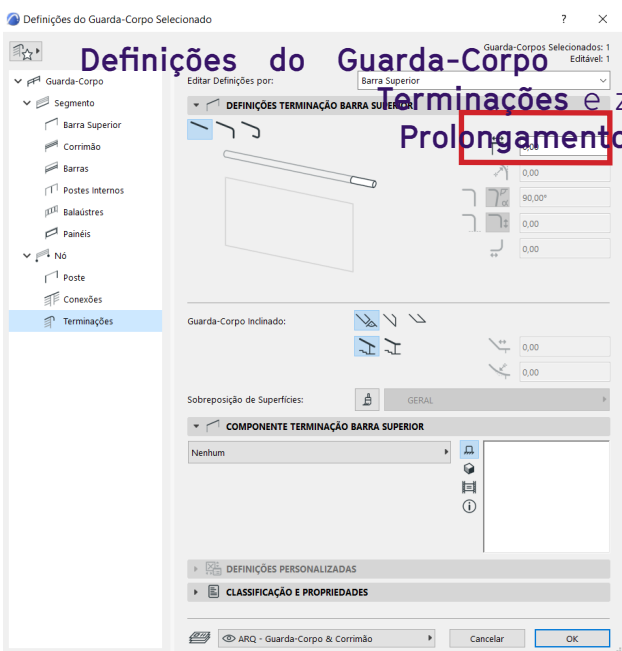 Definições do Guarda-Corpo Selecionado
? ×
Guarda-Corpos Selecionados: 1
Editável: 1
Definições do Guarda-Corpo
Terminações e z
Prolongamento
Guarda-Corpo
Segmento
Barra Superior
Corrimão
Barras
Postes Internos
Balaústres
Painéis
Nó
Poste
Conexões
Terminações
Editar Definições por: Barra Superior
DEFINIÇÕES TERMINAÇÃO BARRA SUPERIOR
0,00
0,00
α
90,00°
0,00
0,00
Guarda-Corpo Inclinado:
0,00
0,00
Sobreposição de Superfícies: GERAL
COMPONENTE TERMINAÇÃO BARRA SUPERIOR
Nenhum
DEFINIÇÕES PERSONALIZADAS
CLASSIFICAÇÃO E PROPRIEDADES
ARQ - Guarda-Corpo & Corrimão
Cancelar OK